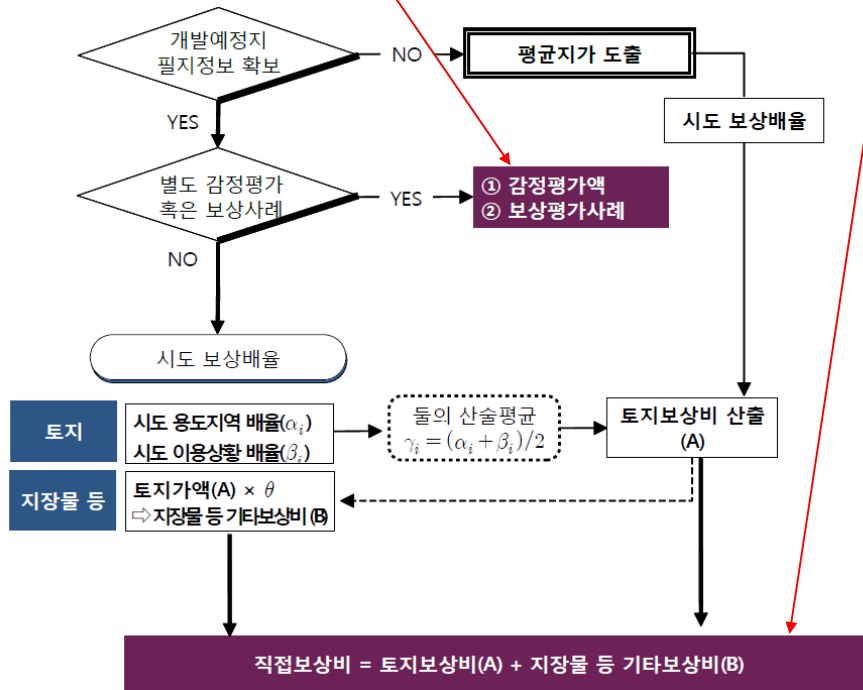 개발예정지
필지정보 확보
NO
평균지가 도출
YES
시도 보상배율
별도 감정평가
혹은 보상사례
YES
① 감정평가액
② 보상평가사례
NO
시도 보상배율
토지
시도 용도지역 배율(αᵢ)
시도 이용상황 배율(βᵢ)
둘의 산술평균
γᵢ = (αᵢ + βᵢ)/2
토지보상비 산출
(A)
지장물 등
토지가액(A) × θ
⇨지장물 등 기타보상비(B)
직접보상비 = 토지보상비(A) + 지장물 등 기타보상비(B)